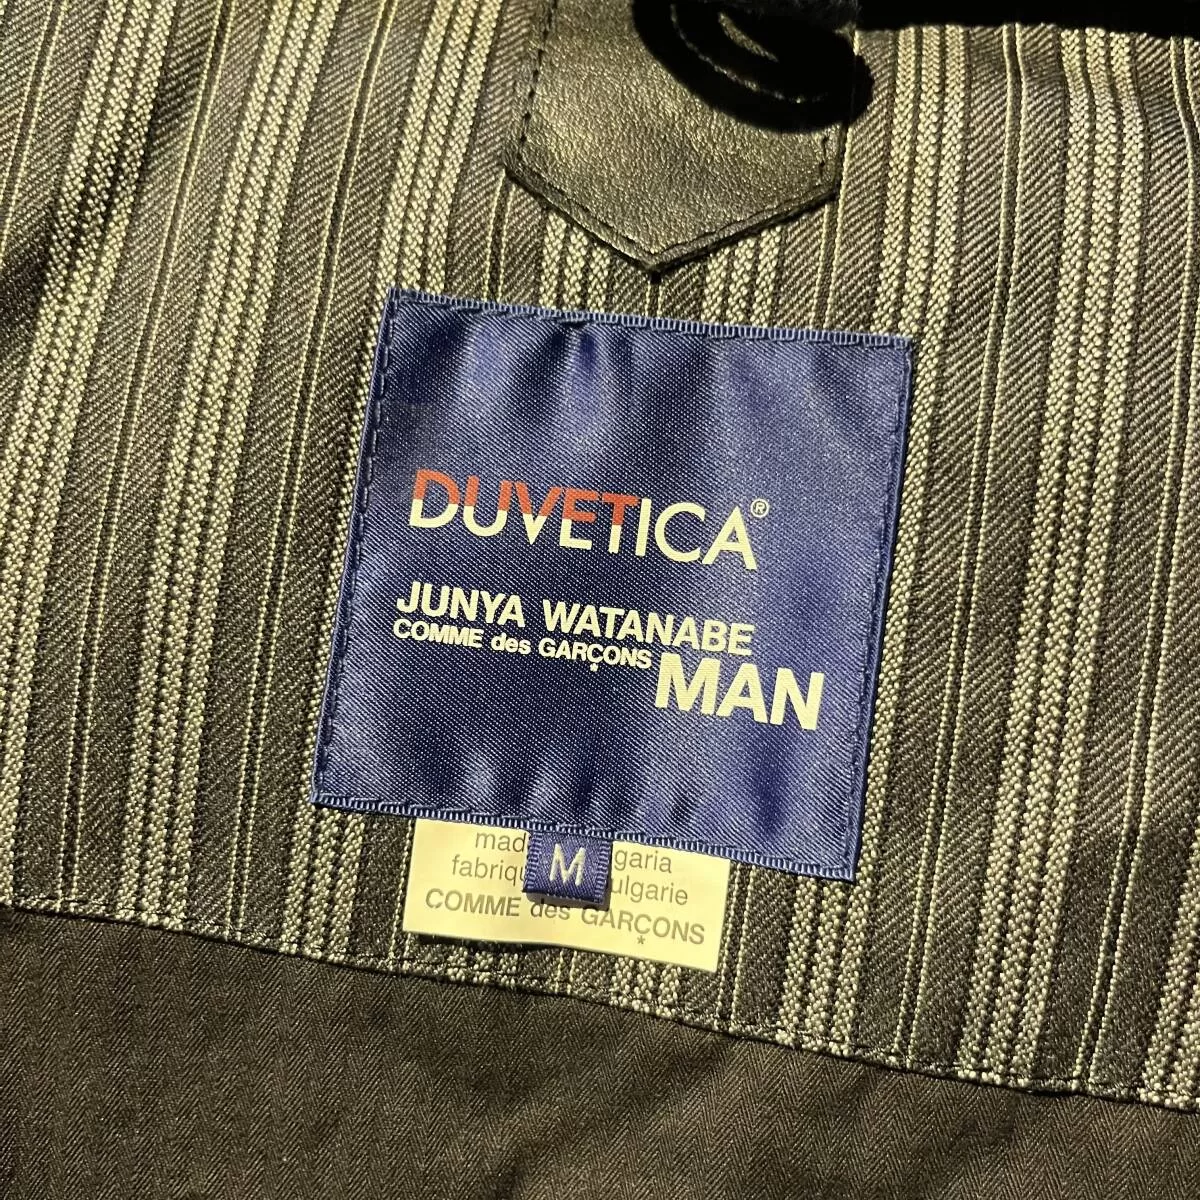 DUVETICA®
JUNYA WATANABE
COMME des GARÇONS MAN
M
COMME des GARÇONS
*